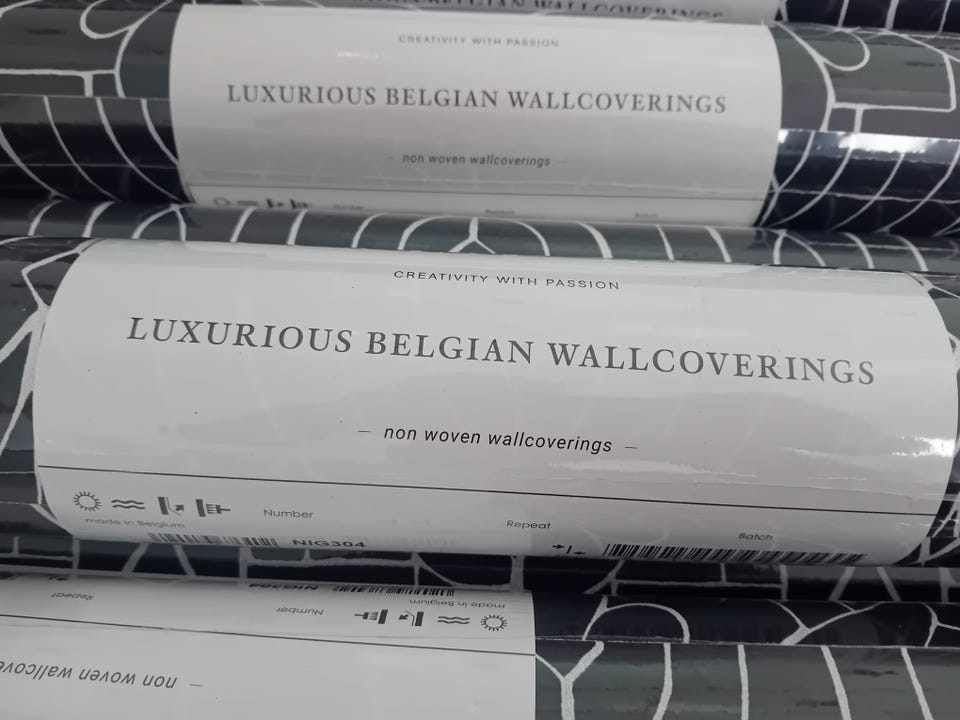 WALLCOVERINGS
CREATIVITY WITH PASSION
LUXURIOUS BELGIAN WALLCOVERINGS
non woven wallcoverings
CREATIVITY WITH PASSION
LUXURIOUS BELGIAN WALLCOVERINGS
— non woven wallcoverings —
Number
Repeat
Batch
made in Belgium
NIG304
NIG304
made in Belgium
Number
Repeat
— non woven